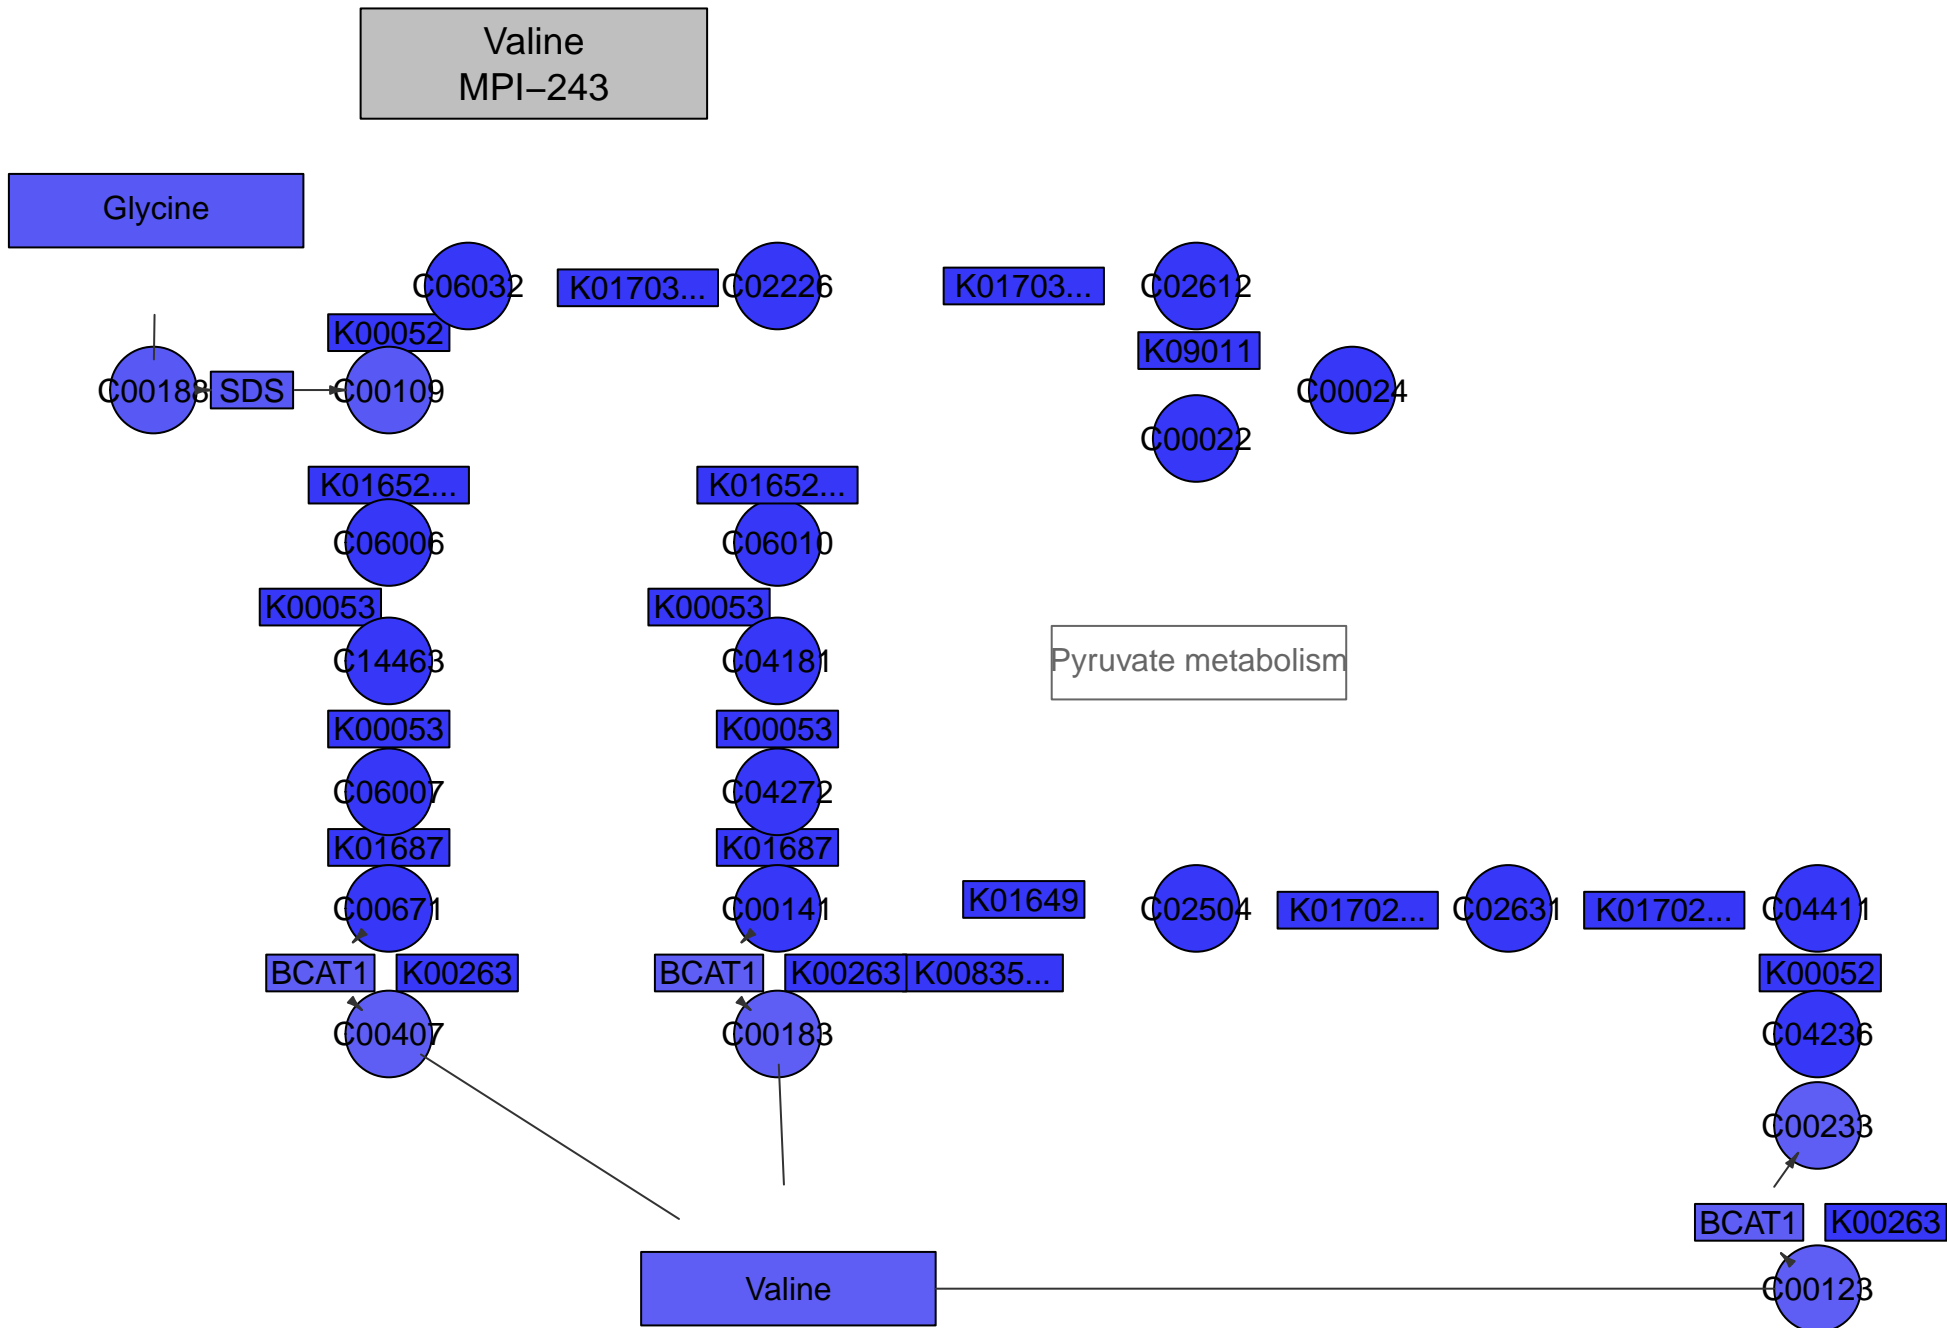 Valine
MPI−243
Glycine
C06032
K01703...
C02226
K01703...
C02612
K00052
K09011
C00188
SDS
C00109
C00024
C00022
K01652...
K01652...
C06006
C06010
K00053
K00053
C14463
C04181
Pyruvate metabolism
K00053
K00053
C06007
C04272
K01687
K01687
C00671
C00141
K01649
C02504
K01702...
C02631
K01702...
C04411
BCAT1
K00263
BCAT1
K00263
K00835...
K00052
C00407
C00183
C04236
C00233
BCAT1
K00263
Valine
C00123